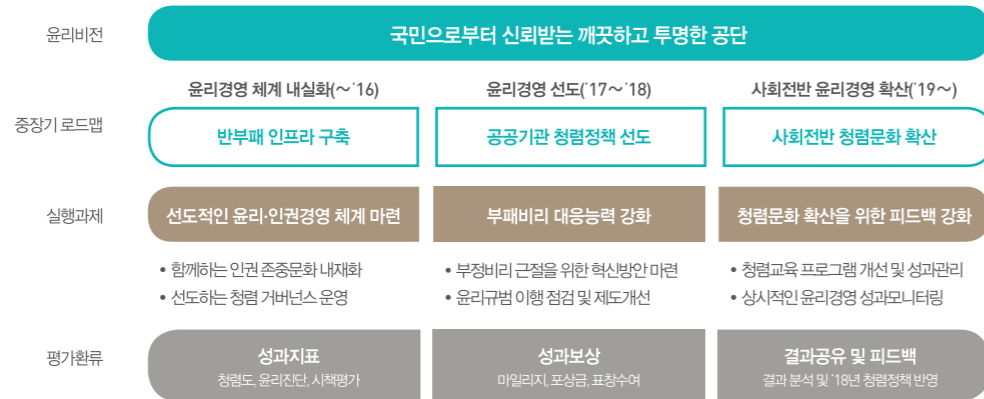 윤리비전
국민으로부터 신뢰받는 깨끗하고 투명한 공단
중장기 로드맵
윤리경영 체계 내실화(~'16)
윤리경영 선도('17~'18)
사회전반 윤리경영 확산('19~)
반부패 인프라 구축
공공기관 청렴정책 선도
사회전반 청렴문화 확산
실행과제
선도적인 윤리·인권경영 체계 마련
부패비리 대응능력 강화
청렴문화 확산을 위한 피드백 강화
• 함께하는 인권 존중문화 내재화
• 선도하는 청렴 거버넌스 운영
• 부정비리 근절을 위한 혁신방안 마련
• 윤리규범 이행 점검 및 제도개선
• 청렴교육 프로그램 개선 및 성과관리
• 상시적인 윤리경영 성과모니터링
평가환류
성과지표
청렴도, 윤리진단, 시책평가
성과보상
마일리지, 포상금, 표창수여
결과공유 및 피드백
결과 분석 및 '18년 청렴정책 반영